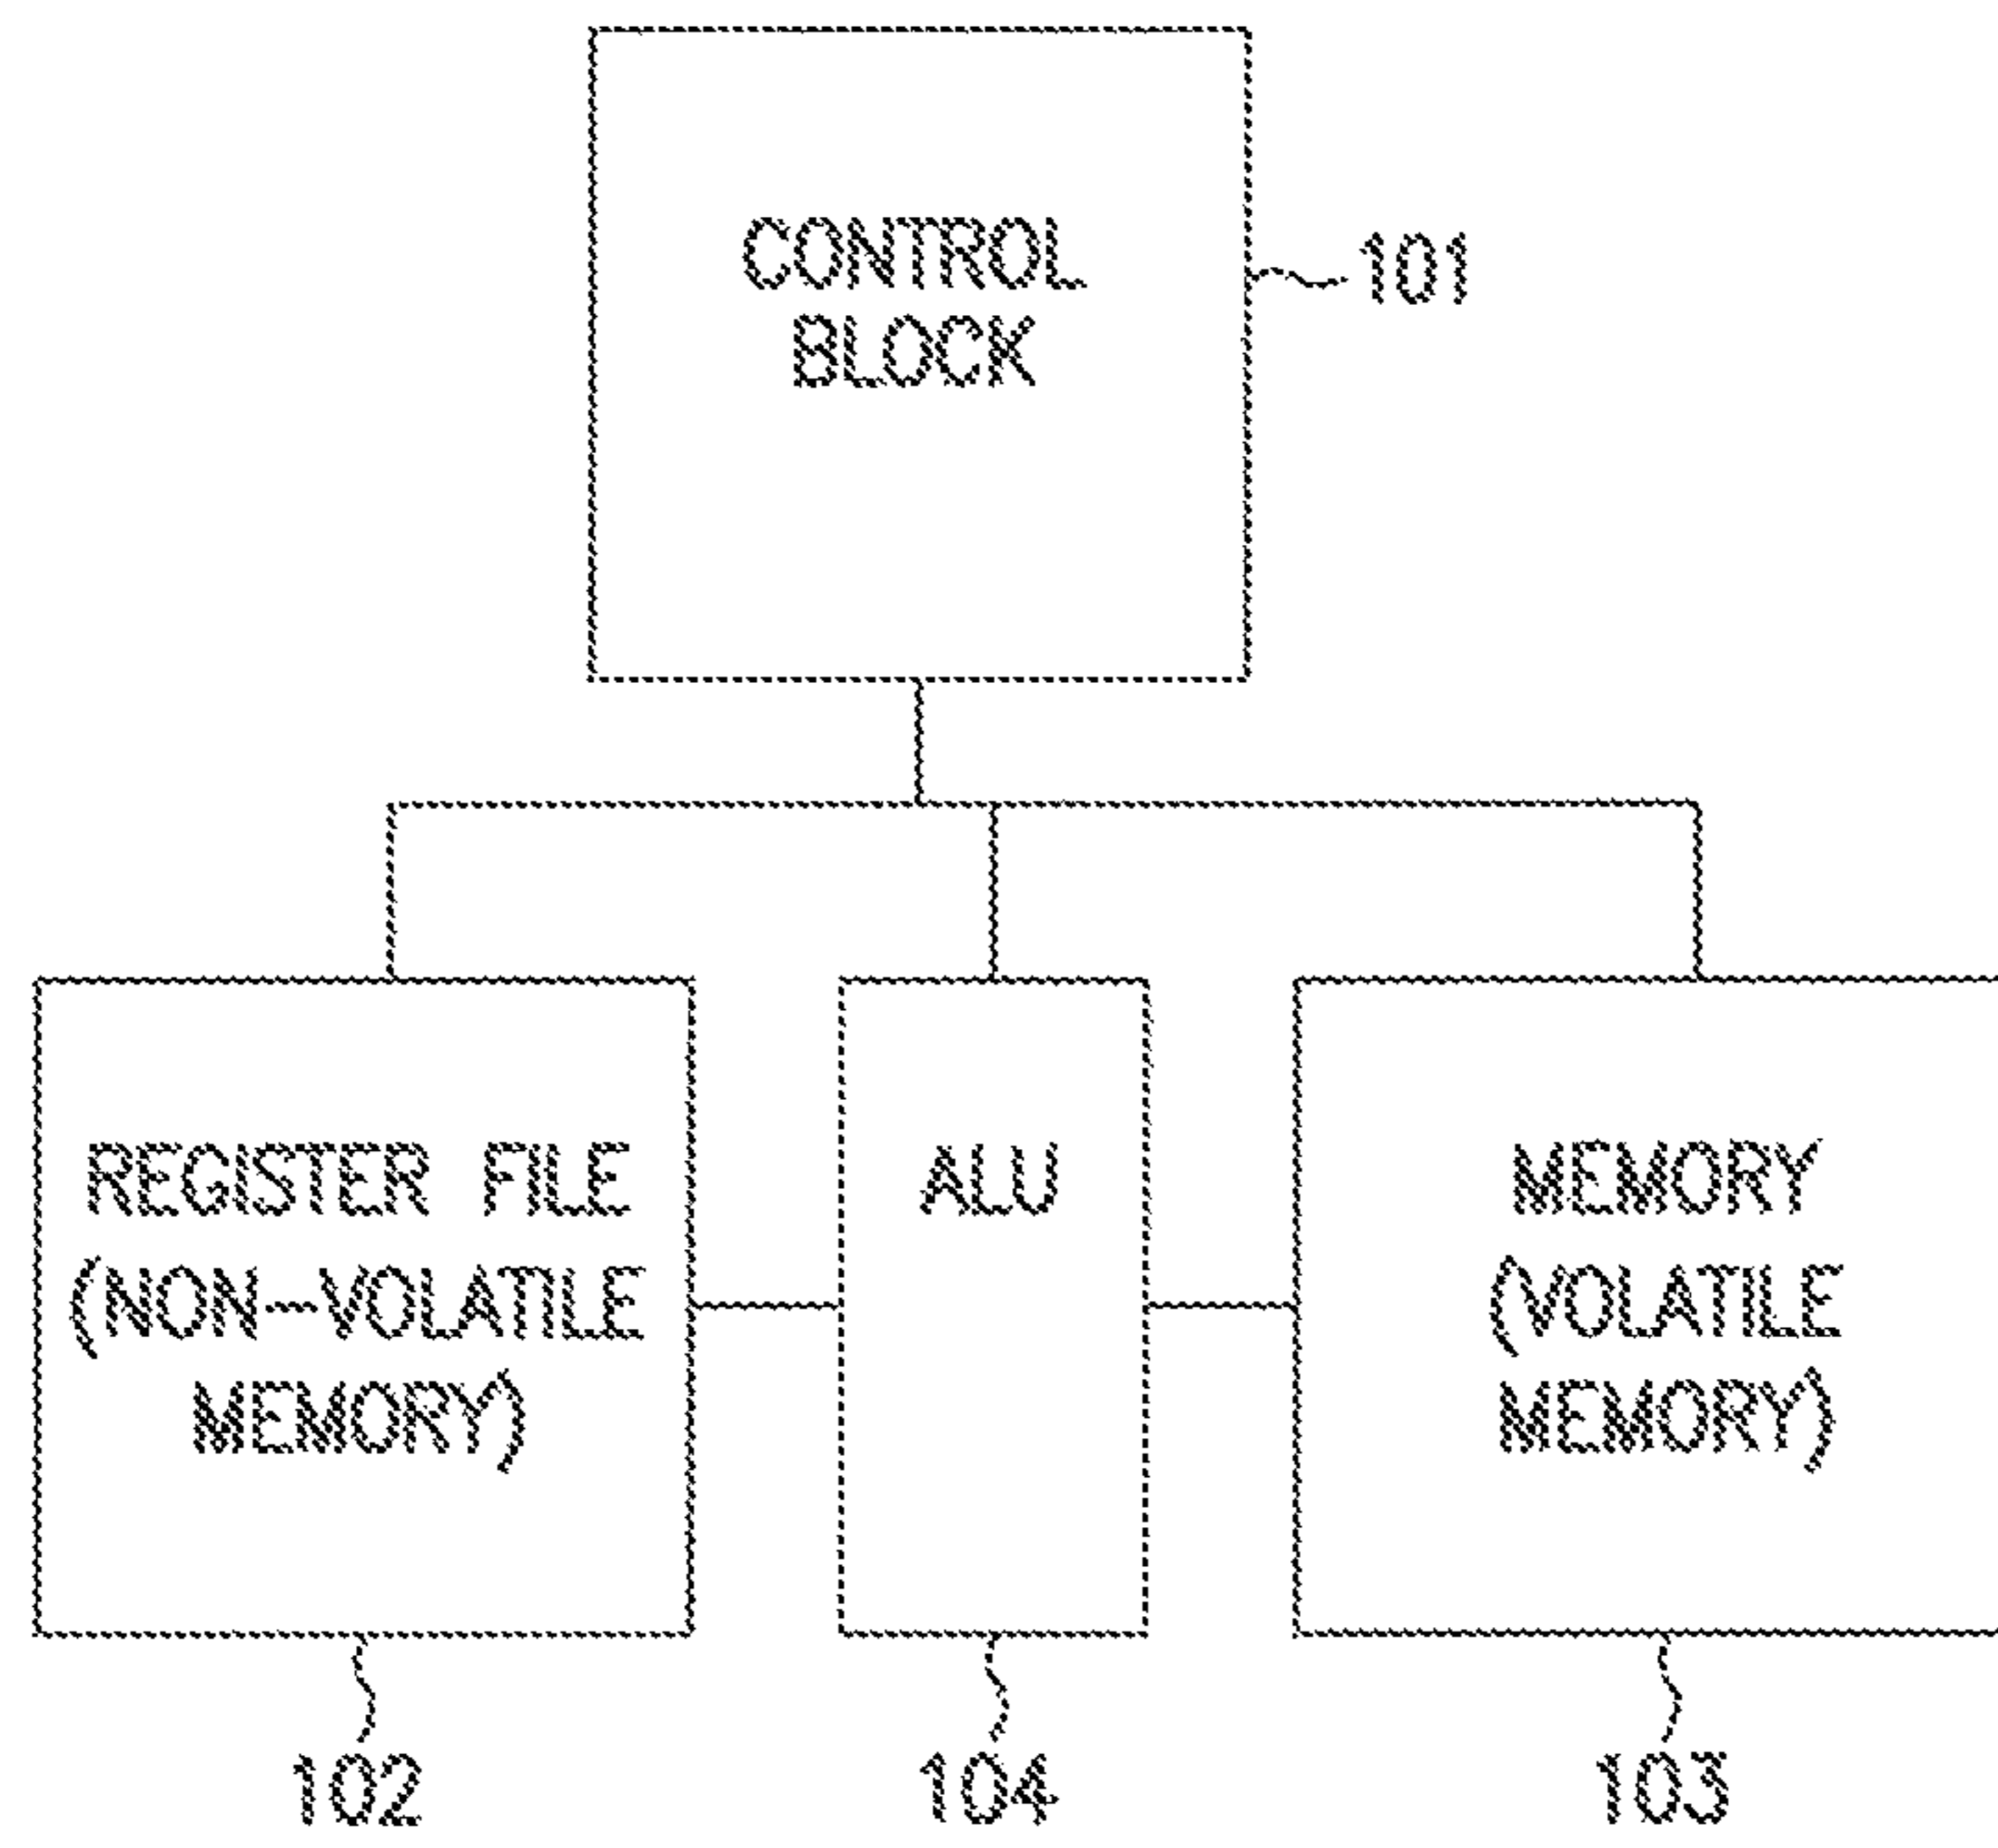 CONTROL
BLOCK
101
REGISTER FILE
(NON-VOLATILE
MEMORY)
ALU
MEMORY
(VOLATILE
MEMORY)
102
104
103